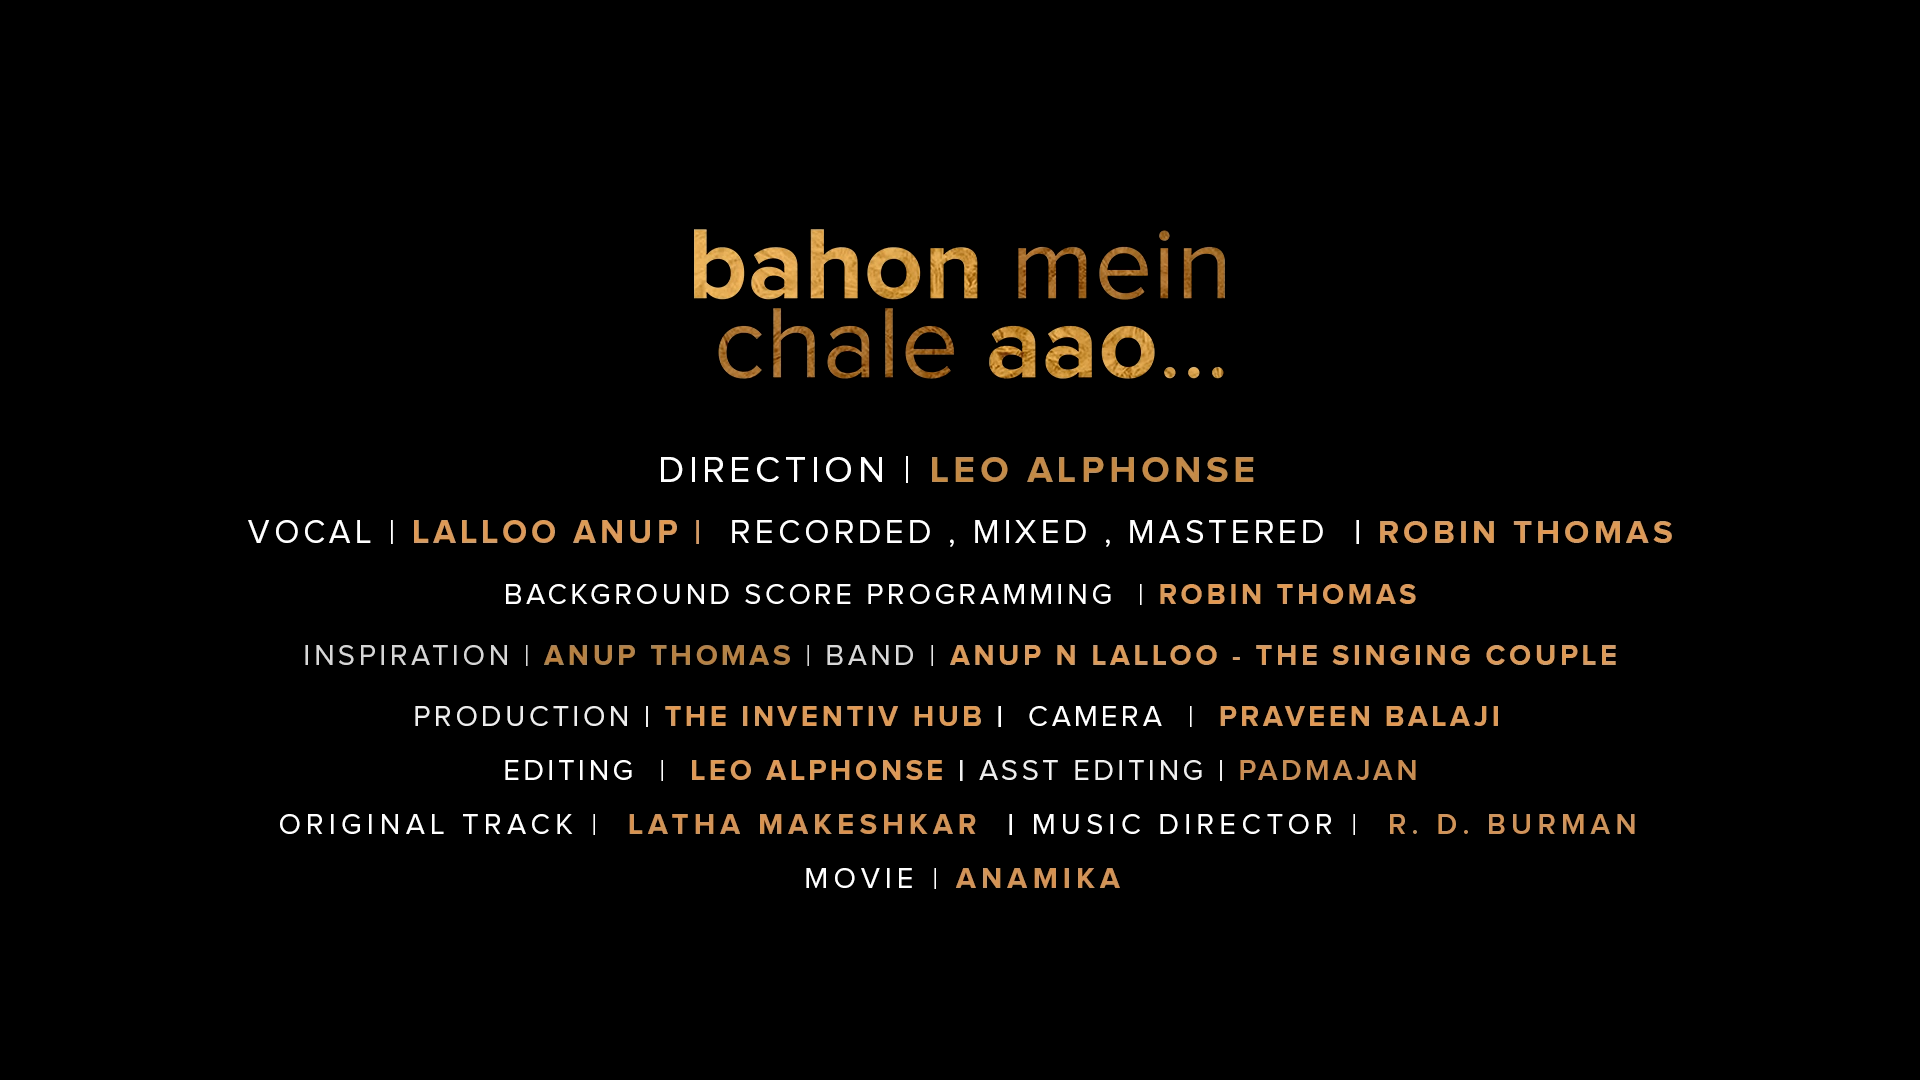 bahon mein
chale aao...
DIRECTION | LEO ALPHONSE
VOCAL | LALLOO ANUP | RECORDED , MIXED , MASTERED | ROBIN THOMAS
BACKGROUND SCORE PROGRAMMING | ROBIN THOMAS
INSPIRATION | ANUP THOMAS | BAND | ANUP N LALLOO - THE SINGING COUPLE
PRODUCTION | THE INVENTIV HUB | CAMERA | PRAVEEN BALAJI
EDITING | LEO ALPHONSE | ASST EDITING | PADMAJAN
ORIGINAL TRACK | LATHA MAKESHKAR | MUSIC DIRECTOR | R. D. BURMAN
MOVIE | ANAMIKA